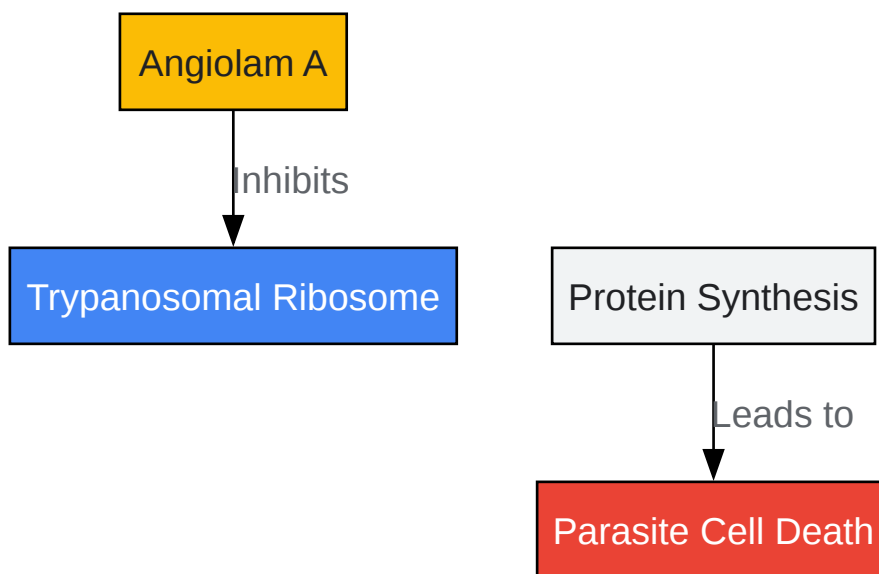 Angiolam A
Inhibits
Trypanosomal Ribosome
Protein Synthesis
Leads to
Parasite Cell Death